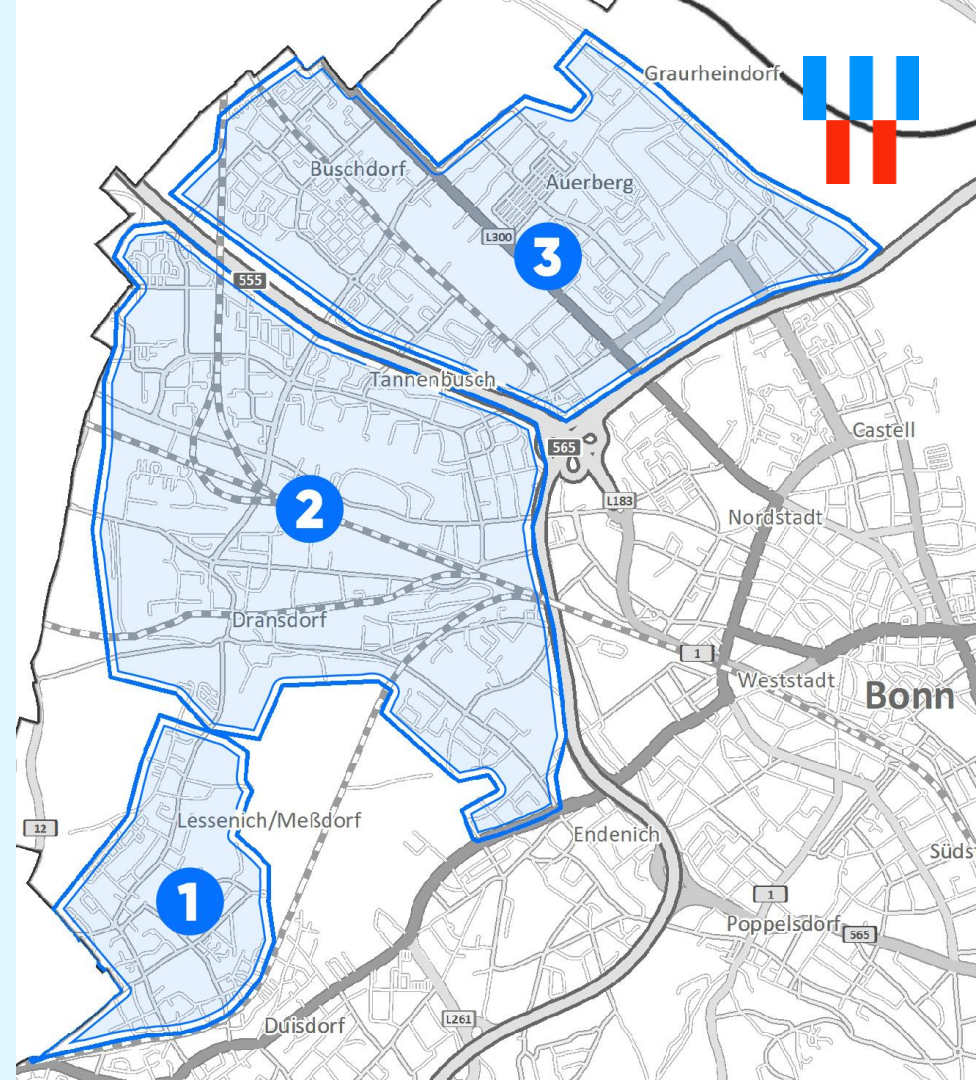 Graurheindorf
Buschdorf
Auerberg
L300
3
555
Tannenbusch
Castell
565
L183
2
Nordstadt
Dransdorf
1
Weststadt
Bonn
Lessenich/Meßdorf
12
Endenich
Südst
1
1
Poppelsdorf
565
L261
Duisdorf